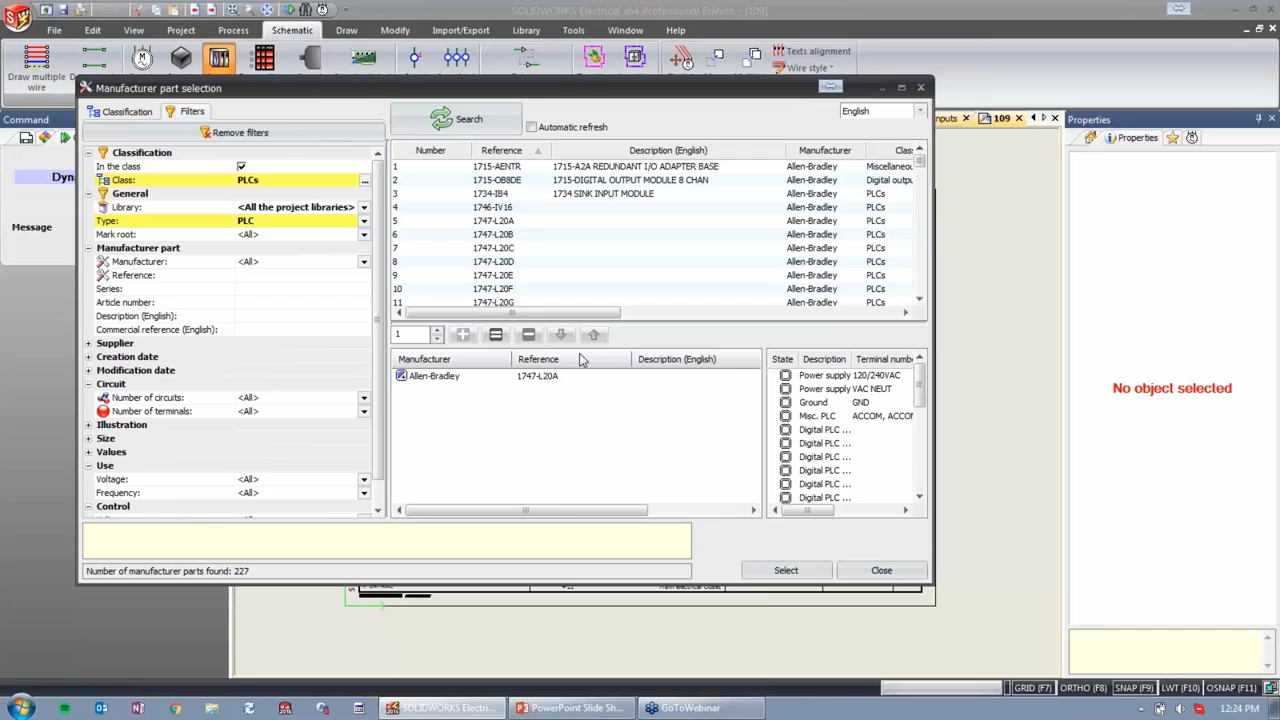 SOLIDWORKS Electrical x64 Professional Edition - [109]
File Edit View Project Process Schematic Draw Modify Import/Export Library Tools Window Help
Draw multiple wire
Texts alignment
Wire style
Manufacturer part selection
Command
Message
Classification Filters
Remove filters
Search
Automatic refresh
English
Classification
In the class
Class: PLCs
General
Library: <All the project libraries>
Type: PLC
Mark root: <All>
Manufacturer part
Manufacturer: <All>
Reference:
Series:
Article number:
Description (English):
Commercial reference (English):
Supplier
Creation date
Modification date
Circuit
Number of circuits: <All>
Number of terminals: <All>
Illustration
Size
Values
Use
Voltage: <All>
Frequency: <All>
Control
Number Reference Description (English) Manufacturer Class
1 1715-AENTR 1715-A2A REDUNDANT I/O ADAPTER BASE Allen-Bradley Miscellaneou
2 1715-OB8DE 1715-DIGITAL OUTPUT MODULE 8 CHAN Allen-Bradley Digital outpu
3 1734-IB4 1734 SINK INPUT MODULE Allen-Bradley PLCs
4 1746-IV16 Allen-Bradley PLCs
5 1747-L20A Allen-Bradley PLCs
6 1747-L20B Allen-Bradley PLCs
7 1747-L20C Allen-Bradley PLCs
8 1747-L20D Allen-Bradley PLCs
9 1747-L20E Allen-Bradley PLCs
10 1747-L20F Allen-Bradley PLCs
11 1747-L20G Allen-Bradley PLCs
1
Manufacturer Reference Description (English)
Allen-Bradley 1747-L20A
State Description Terminal numbe
Power supply 120/240VAC
Power supply VAC NEUT
Ground GND
Misc. PLC ACCOM, ACCOM
Digital PLC ...
Digital PLC ...
Digital PLC ...
Digital PLC ...
Digital PLC ...
Digital PLC ...
Number of manufacturer parts found: 227
Select Close
109
Properties
Properties
No object selected
GRID (F7) ORTHO (F8) SNAP (F9) LWT (F10) OSNAP (F11)
SOLIDWORKS Electri...
PowerPoint Slide Sh...
GoToWebinar
12:24 PM